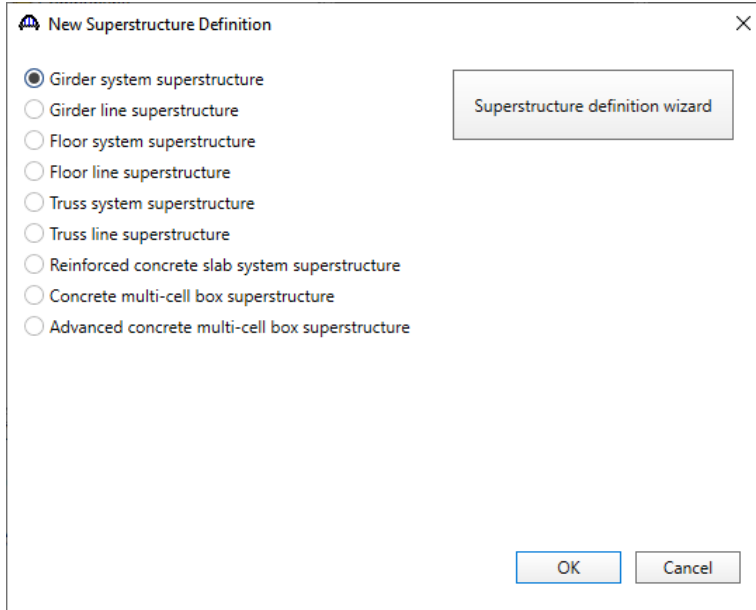 New Superstructure Definition
Girder system superstructure
Superstructure definition wizard
Girder line superstructure
Floor system superstructure
Floor line superstructure
Truss system superstructure
Truss line superstructure
Reinforced concrete slab system superstructure
Concrete multi-cell box superstructure
Advanced concrete multi-cell box superstructure
OK
Cancel